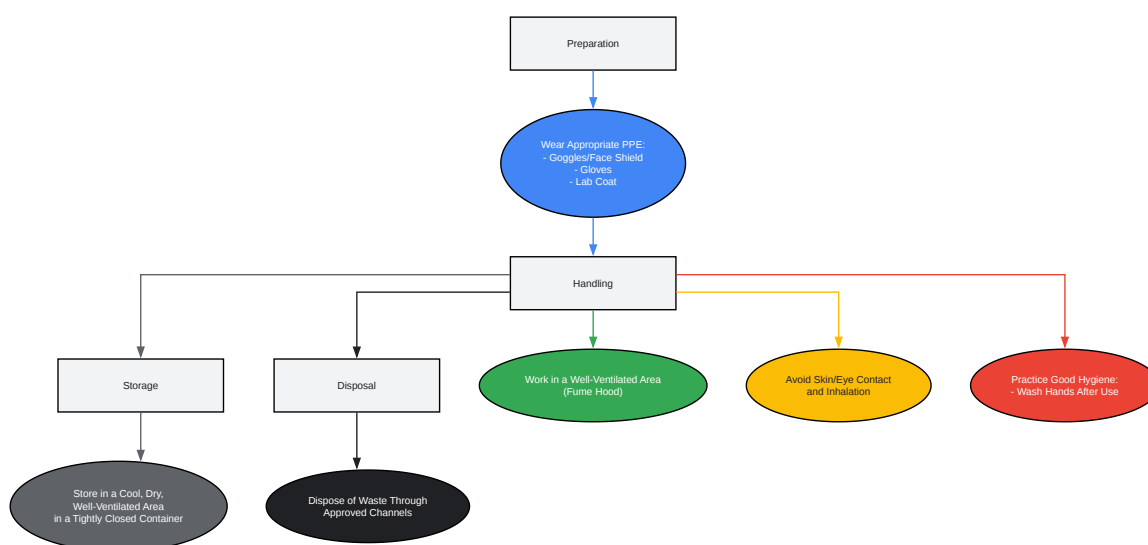 Preparation
Wear Appropriate PPE:
- Goggles/Face Shield
- Gloves
- Lab Coat
Handling
Storage
Disposal
Work in a Well-Ventilated Area
(Fume Hood)
Avoid Skin/Eye Contact
and Inhalation
Practice Good Hygiene:
- Wash Hands After Use
Store in a Cool, Dry,
Well-Ventilated Area
in a Tightly Closed Container
Dispose of Waste Through
Approved Channels